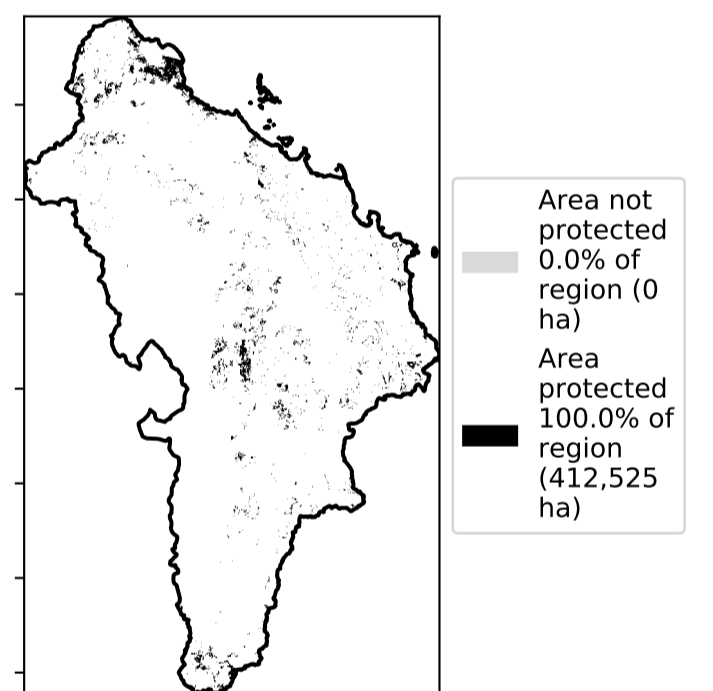 Area not
protected
0.0% of
region (0
ha)
Area
protected
100.0% of
region
(412,525
ha)